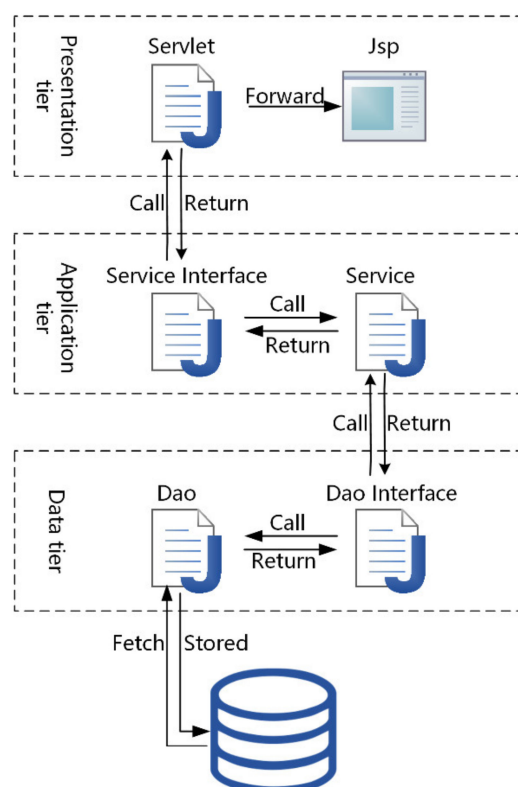 Presentation
tier
Servlet
Jsp
Forward
Call
Return
Application
tier
Service Interface
Service
Call
Return
Call
Return
Data tier
Dao
Dao Interface
Call
Return
Fetch
Stored